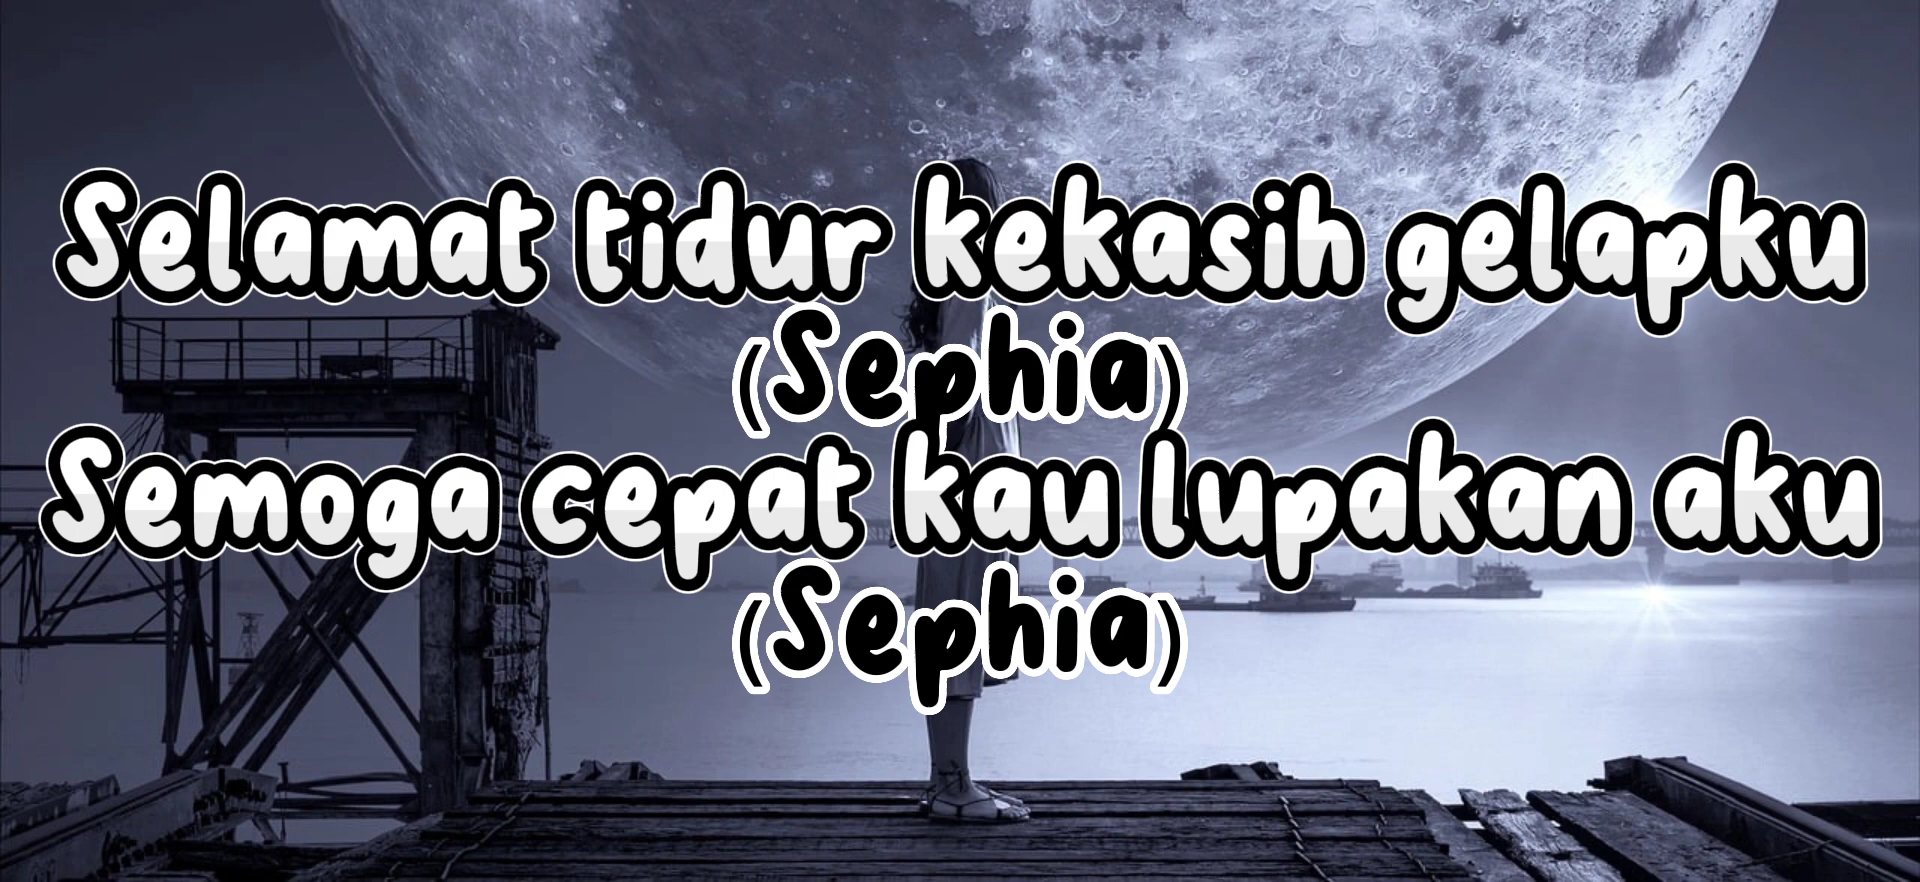 Selamat tidur kekasih gelapku
(Sephia)
Semoga cepat kau lupakan aku
(Sephia)